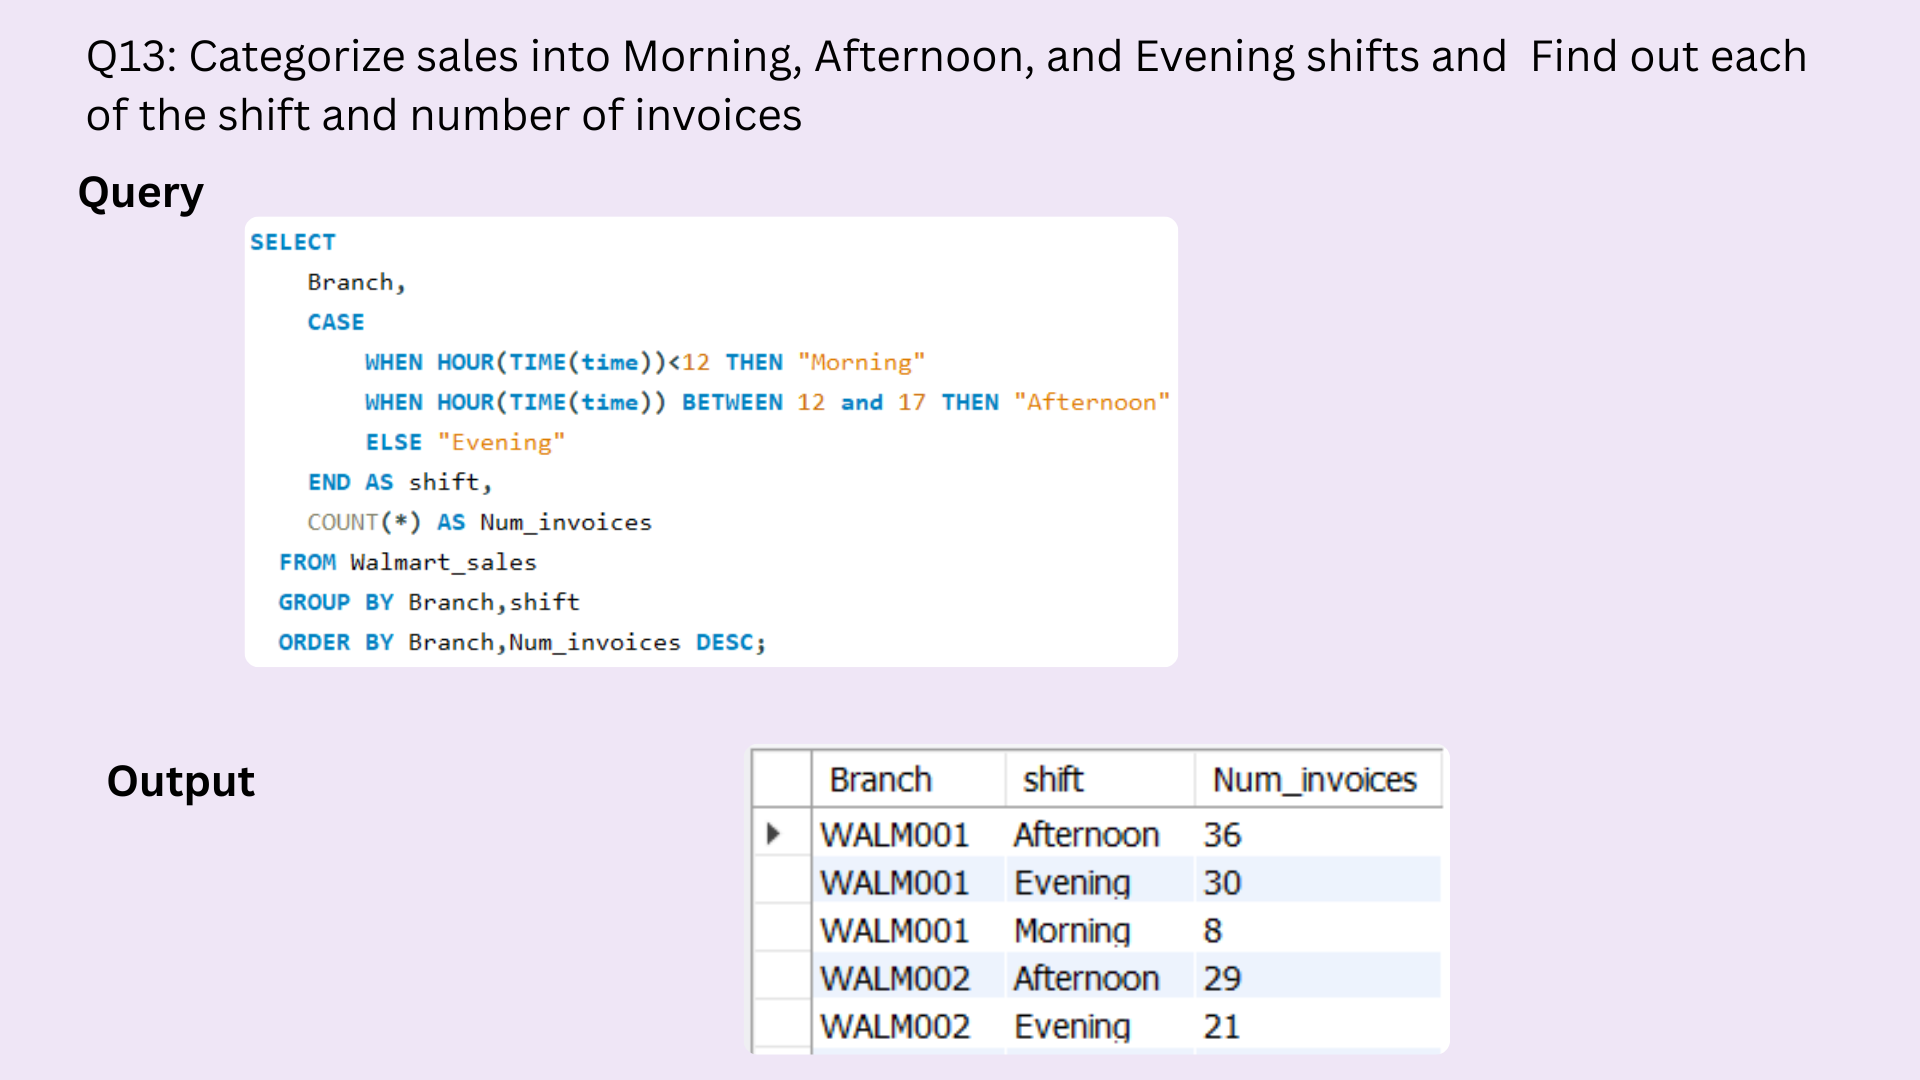 Q13: Categorize sales into Morning, Afternoon, and Evening shifts and  Find out each
of the shift and number of invoices
Query
SELECT
Branch,
CASE
WHEN HOUR(TIME(time))<12 THEN "Morning"
WHEN HOUR(TIME(time)) BETWEEN 12 and 17 THEN "Afternoon"
ELSE "Evening"
END AS shift,
COUNT(*) AS Num_invoices
FROM Walmart_sales
GROUP BY Branch,shift
ORDER BY Branch,Num_invoices DESC;
Output
Branch shift Num_invoices
WALM001 Afternoon 36
WALM001 Evening 30
WALM001 Morning 8
WALM002 Afternoon 29
WALM002 Evening 21